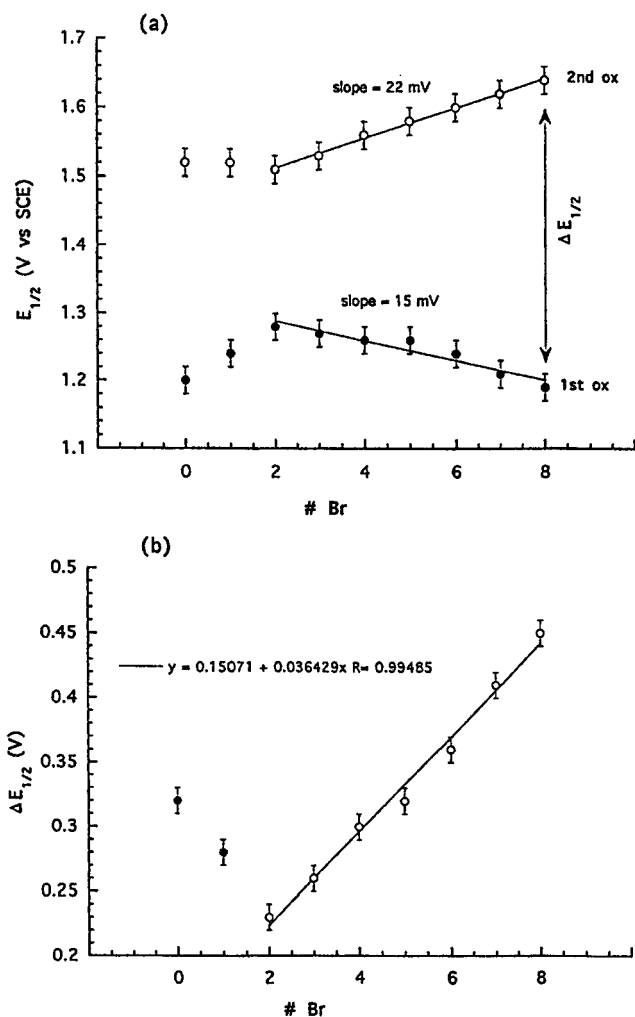 (a)
1.7
1.6
1.5
1.4
1.3
1.2
1.1
E1/2 (V vs SCE)
slope = 22 mV
2nd ox
Δ E1/2
slope = 15 mV
1st ox
0 2 4 6 8
# Br
(b)
0.5
0.45
0.4
0.35
0.3
0.25
0.2
ΔE1/2 (V)
y = 0.15071 + 0.036429x R= 0.99485
0 2 4 6 8
# Br